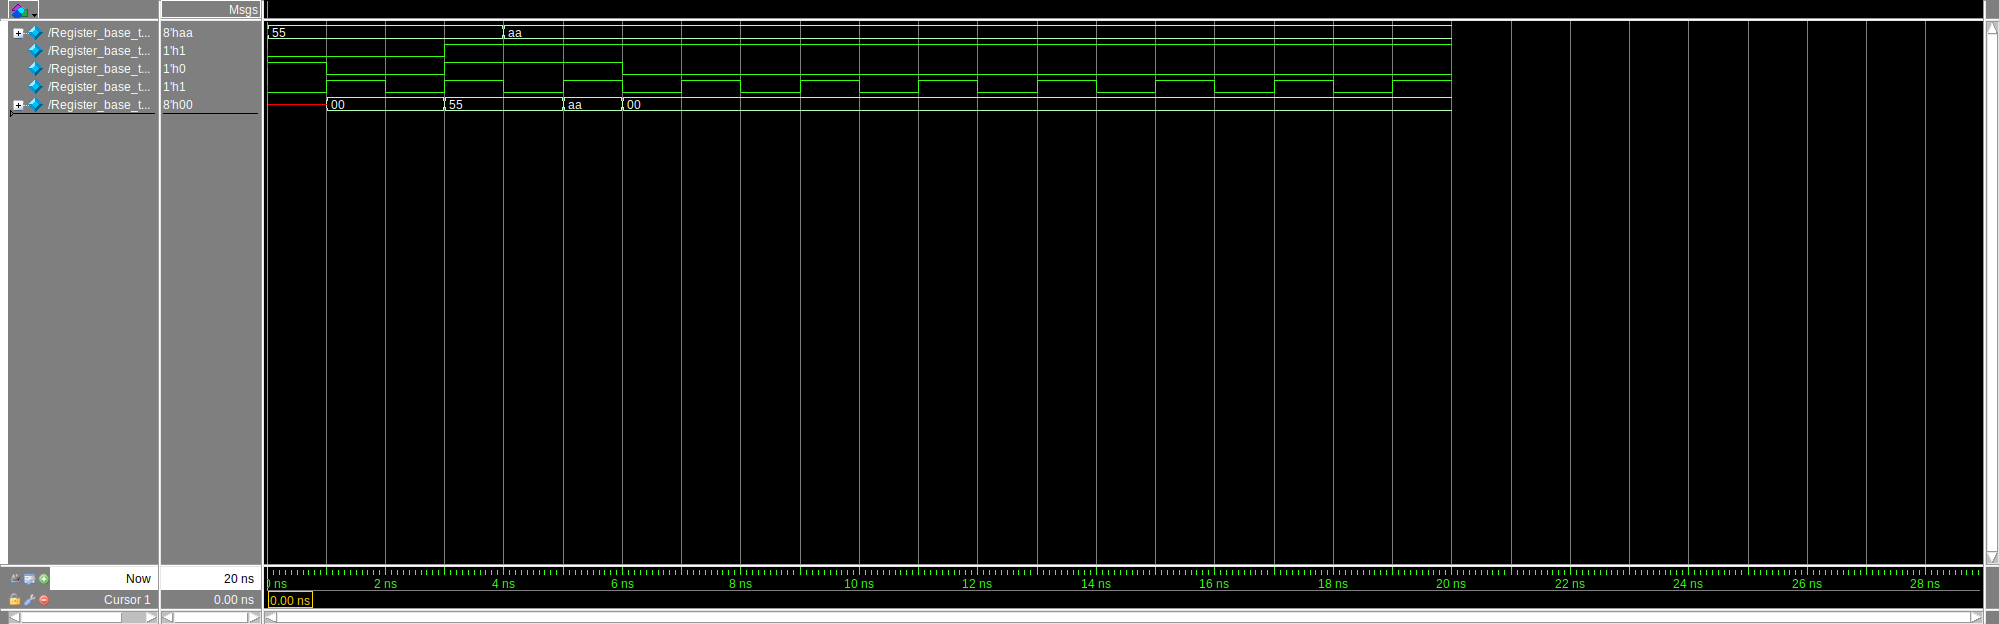 Msgs
/Register_base_t... 8'haa 55 aa
/Register_base_t... 1'h1
/Register_base_t... 1'h0
/Register_base_t... 1'h1
/Register_base_t... 8'h00 00 55 aa 00
Now 20 ns
ns 2 ns 4 ns 6 ns 8 ns 10 ns 12 ns 14 ns 16 ns 18 ns 20 ns 22 ns 24 ns 26 ns 28 ns
Cursor 1 0.00 ns 0.00 ns